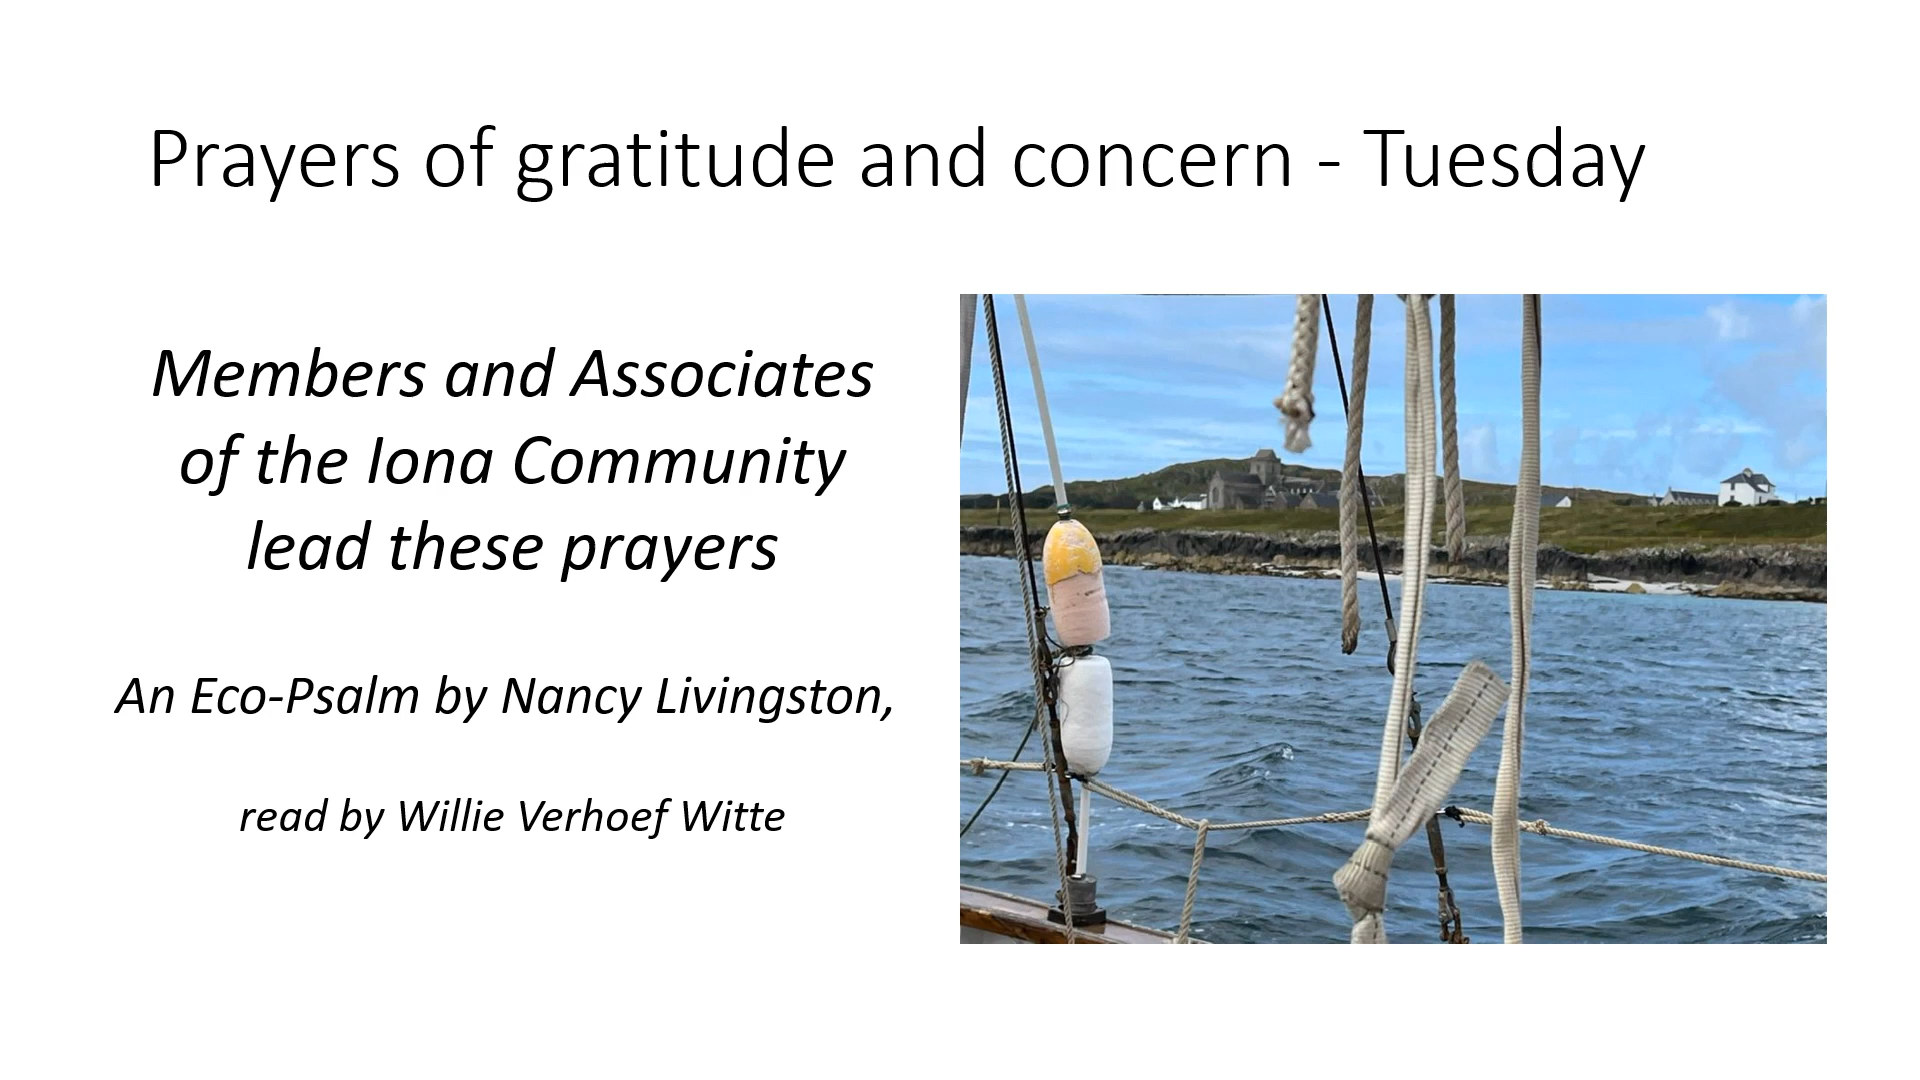 Prayers of gratitude and concern - Tuesday
Members and Associates
of the Iona Community
lead these prayers
An Eco-Psalm by Nancy Livingston,
read by Willie Verhoef Witte